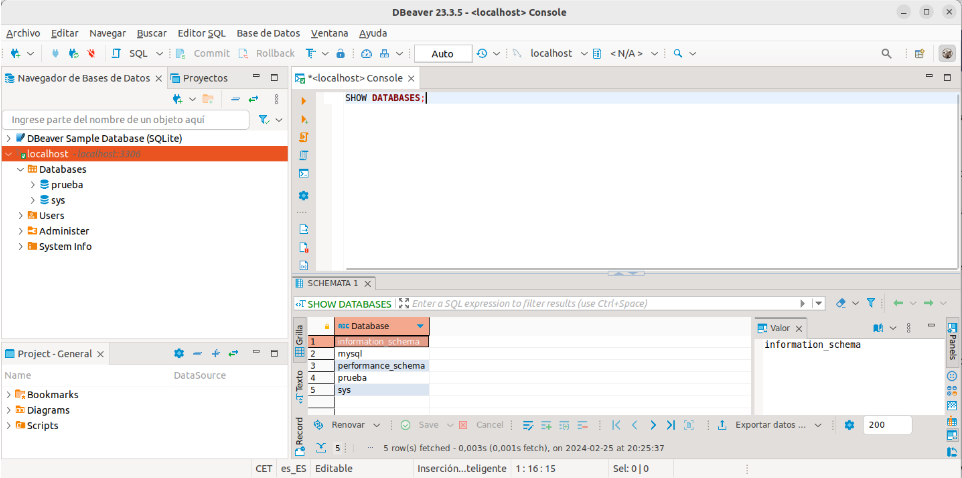 DBeaver 23.3.5 - <localhost> Console
Archivo Editar Navegar Buscar Editor SQL Base de Datos Ventana Ayuda
SQL Commit Rollback Auto localhost < N/A >
Navegador de Bases de Datos Proyectos
Ingrese parte del nombre de un objeto aquí
DBeaver Sample Database (SQLite)
localhost - localhost:3306
Databases
prueba
sys
Users
Administer
System Info
Project - General
Name DataSource
Bookmarks
Diagrams
Scripts
*<localhost> Console
SHOW DATABASES;
SCHEMATA 1
SHOW DATABASES Enter a SQL expression to filter results (use Ctrl+Space)
Grilla
Texto
Record
ABC Database
1 information_schema
2 mysql
3 performance_schema
4 prueba
5 sys
Valor
information_schema
Panels
Renovar Save Cancel Exportar datos ... 200
5 ... 5 row(s) fetched - 0,003s (0,001s fetch), on 2024-02-25 at 20:25:37
CET es_ES Editable Inserción...teligente 1 : 16 : 15 Sel: 0 | 0